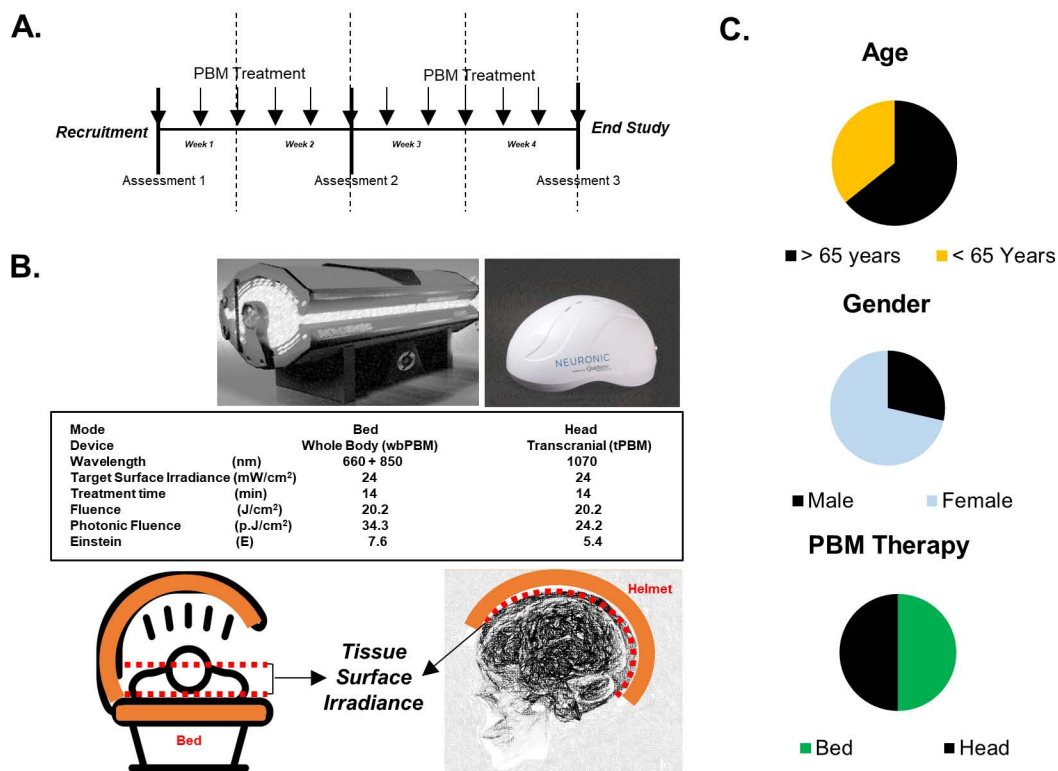 A.
PBM Treatment
PBM Treatment
Recruitment
End Study
Week 1
Week 2
Week 3
Week 4
Assessment 1
Assessment 2
Assessment 3
B.
NEURONIC
Mode Bed Head
Device Whole Body (wbPBM) Transcranial (tPBM)
Wavelength (nm) 660 + 850 1070
Target Surface Irradiance (mW/cm²) 24 24
Treatment time (min) 14 14
Fluence (J/cm²) 20.2 20.2
Photonic Fluence (p.J/cm²) 34.3 24.2
Einstein (E) 7.6 5.4
Helmet
Tissue
Surface
Irradiance
Bed
C.
Age
> 65 years
< 65 Years
Gender
Male
Female
PBM Therapy
Bed
Head